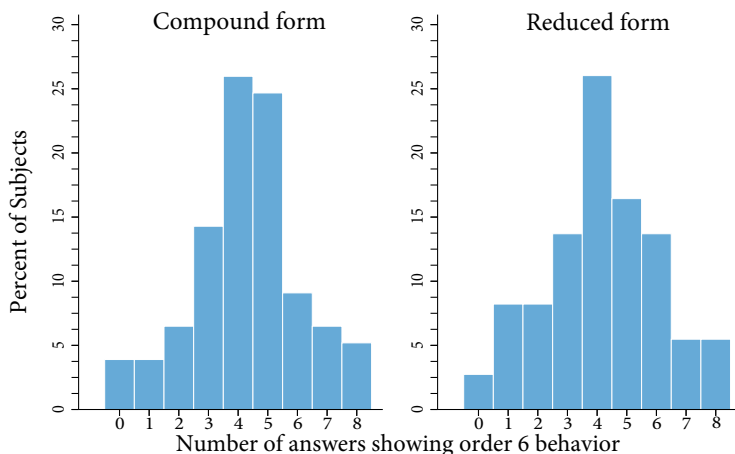 Compound form
Reduced form
Percent of Subjects
30
25
20
15
10
5
0
30
25
20
15
10
5
0
0 1 2 3 4 5 6 7 8
0 1 2 3 4 5 6 7 8
Number of answers showing order 6 behavior